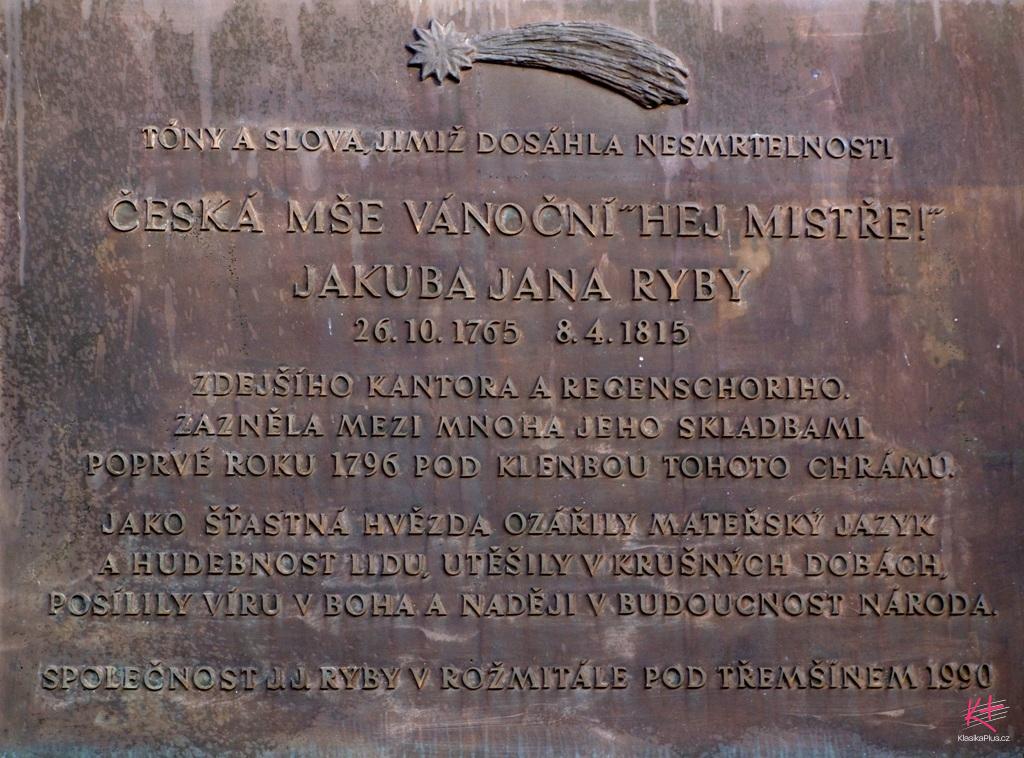 TÓNY A SLOVA, JIMIŽ DOSÁHLA NESMRTELNOSTI
ČESKÁ MŠE VÁNOČNÍ "HEJ MISTŘE!"
JAKUBA JANA RYBY
26.10.1765 8.4.1815
ZDEJŠÍHO KANTORA A REGENSCHORIHO.
ZAZNĚLA MEZI MNOHA JEHO SKLADBAMI
POPRVÉ ROKU 1796 POD KLENBOU TOHOTO CHRÁMU.
JAKO ŠŤASTNÁ HVĚZDA OZÁŘILY MATEŘSKÝ JAZYK
A HUDEBNOST LIDU, UTĚŠILY V KRUŠNÝCH DOBÁCH,
POSÍLILY VÍRU V BOHA A NADĚJI V BUDOUCNOST NÁRODA.
SPOLEČNOST J.J. RYBY V ROŽMITÁLE POD TŘEMŠÍNEM 1990
KlasikaPlus.cz